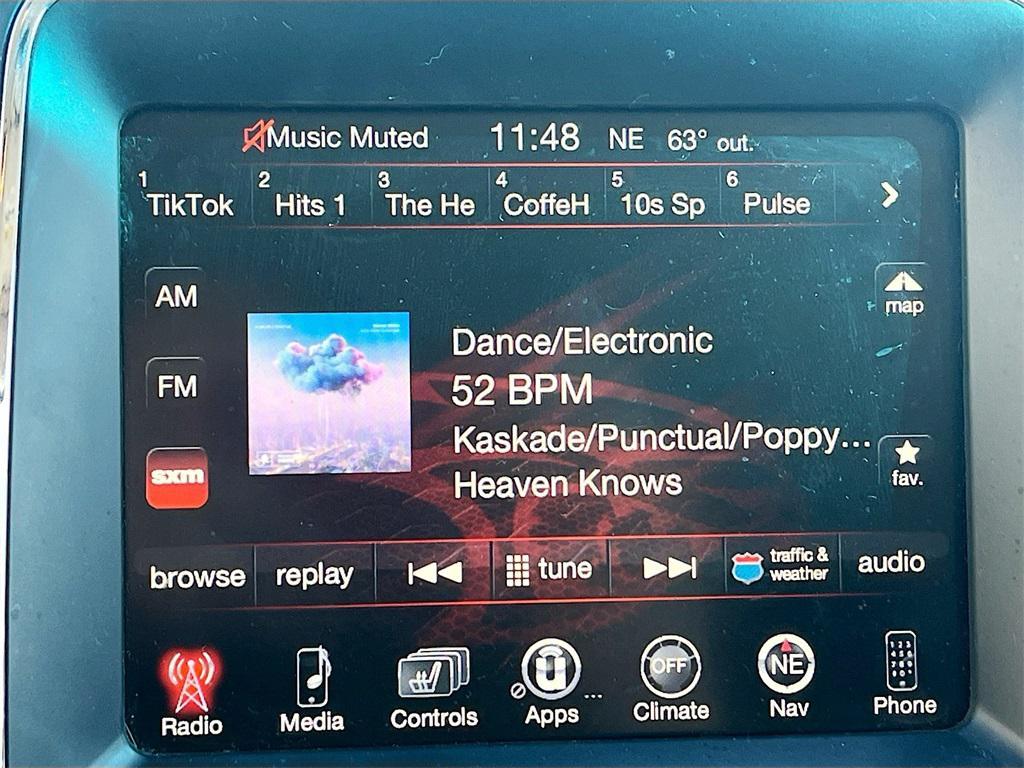 Music Muted 11:48 NE 63° out.
1 TikTok 2 Hits 1 3 The He 4 CoffeH 5 10s Sp 6 Pulse
AM
map
Dance/Electronic
FM
52 BPM
Kaskade/Punctual/Poppy...
fav.
sxm
Heaven Knows
browse replay tune traffic & weather audio
OFF NE
Radio Media Controls Apps ... Climate Nav Phone